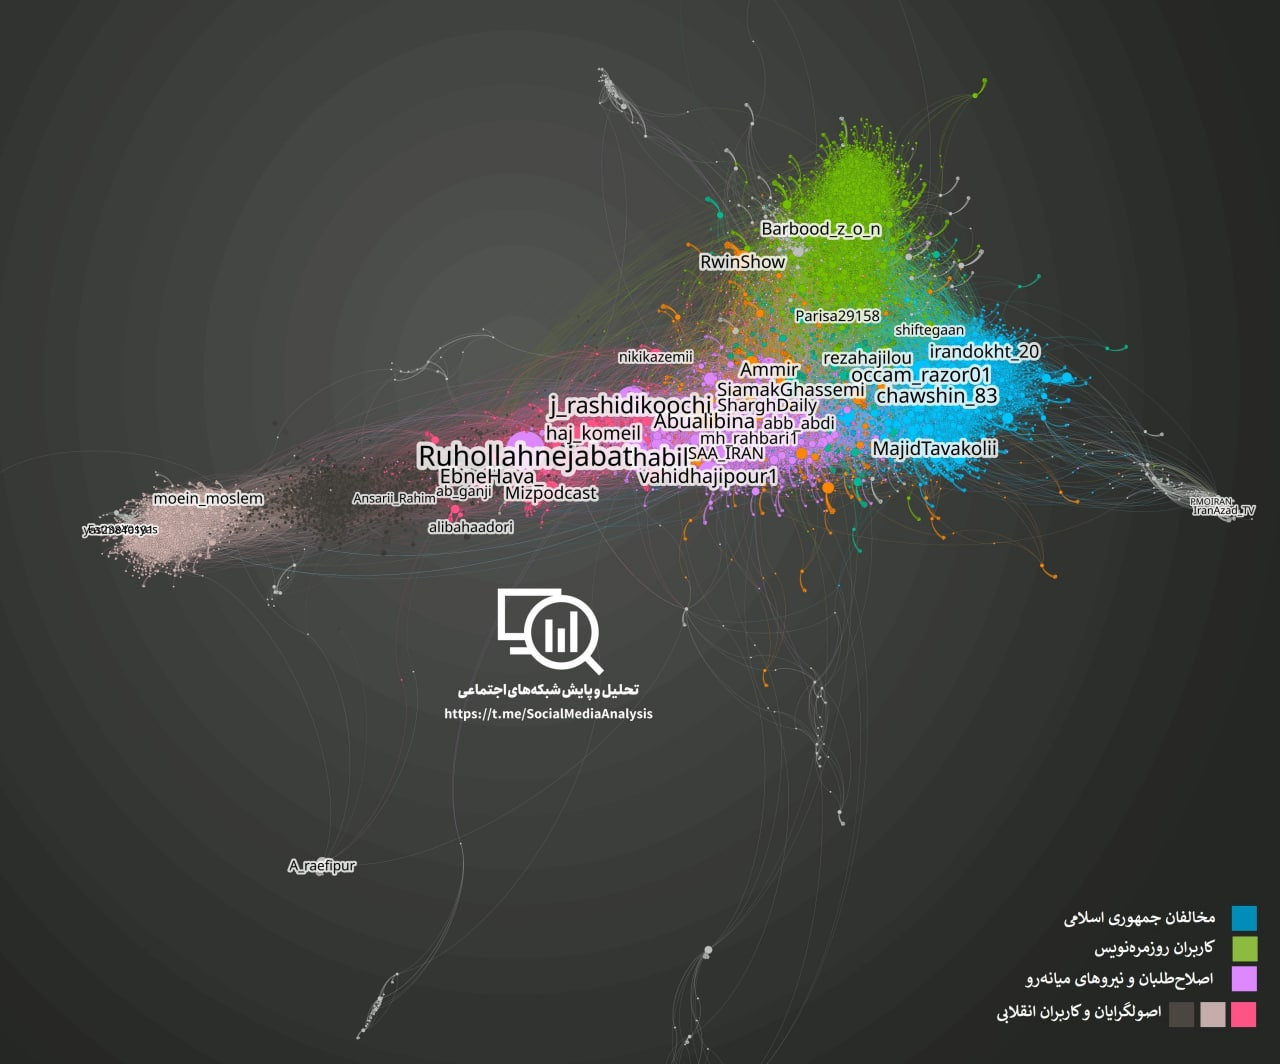 Barbood_z_o_n
RwinShow
Parisa29158
shiftegaan
nikikazemii
rezahajilou
irandokht_20
Ammir
occam_razor01
SiamakGhassemi
chawshin_83
j_rashidikoochi
SharghDaily
Abualibina
abb_abdi
haj_komeil
mh_rahbari1
MajidTavakolii
Ruhollahnejabat
habil
SAA_IRAN
EbneHava_
vahidhajipour1
ab_ganji
Mizpodcast
moein_moslem
Ansarii_Rahim
alibahaadori
PMOIRAN
IranAzad_TV
تحلیل و پایش شبکه‌های اجتماعی
https://t.me/SocialMediaAnalysis
A_raefipur
مخالفان جمهوری اسلامی
کاربران روزمره‌نویس
اصلاح‌طلبان و نیروهای میانه‌رو
اصولگرایان و کاربران انقلابی